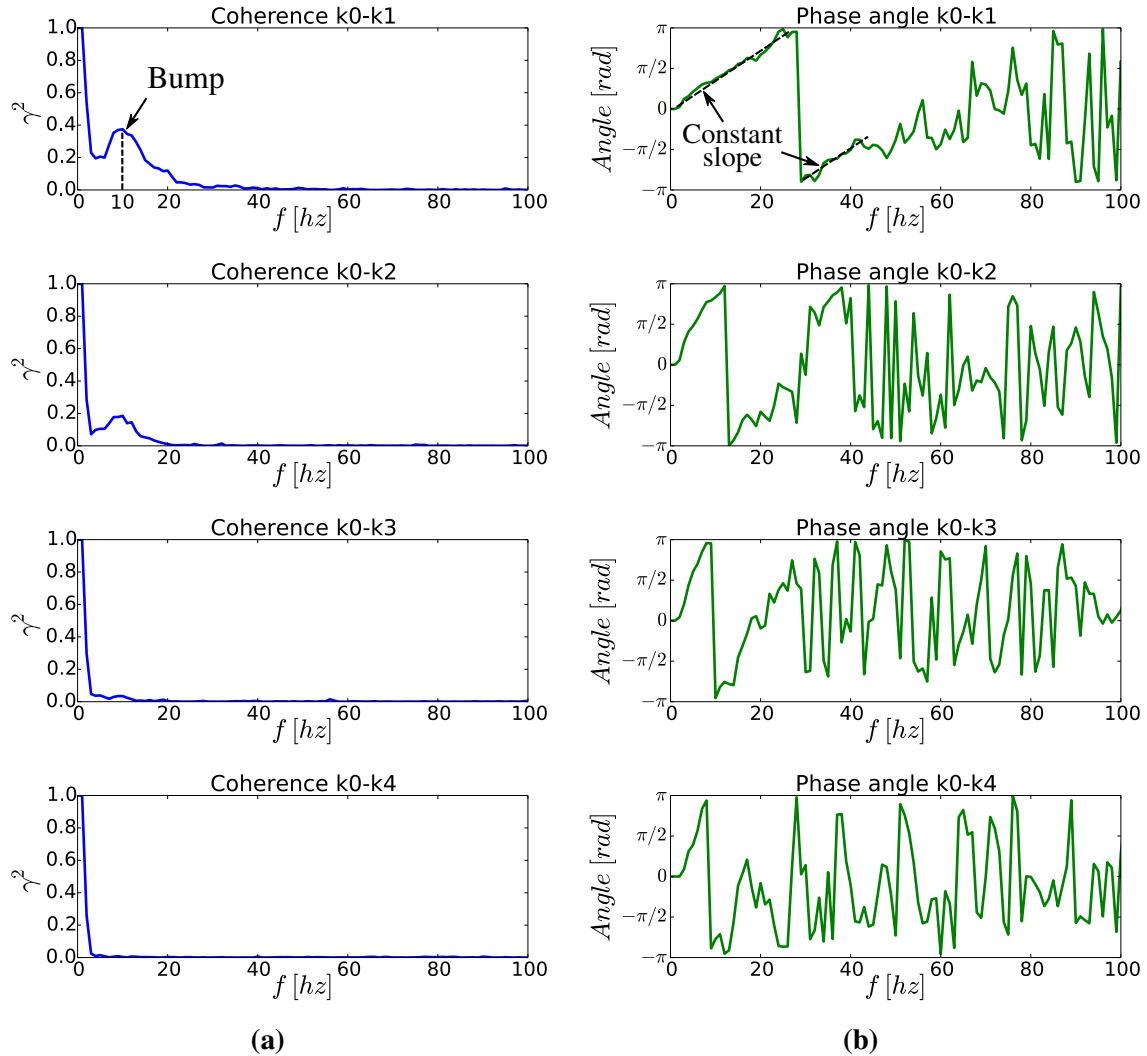 Coherence k0-k1
1.0
0.8
0.6
0.4
0.2
0.0
γ²
Bump
0 10 20 40 60 80 100
f [hz]
Phase angle k0-k1
π
π/2
0
−π/2
−π
Angle [rad]
Constant
slope
0 20 40 60 80 100
f [hz]
Coherence k0-k2
1.0
0.8
0.6
0.4
0.2
0.0
γ²
0 20 40 60 80 100
f [hz]
Phase angle k0-k2
π
π/2
0
−π/2
−π
Angle [rad]
0 20 40 60 80 100
f [hz]
Coherence k0-k3
1.0
0.8
0.6
0.4
0.2
0.0
γ²
0 20 40 60 80 100
f [hz]
Phase angle k0-k3
π
π/2
0
−π/2
−π
Angle [rad]
0 20 40 60 80 100
f [hz]
Coherence k0-k4
1.0
0.8
0.6
0.4
0.2
0.0
γ²
0 20 40 60 80 100
f [hz]
Phase angle k0-k4
π
π/2
0
−π/2
−π
Angle [rad]
0 20 40 60 80 100
f [hz]
(a)
(b)